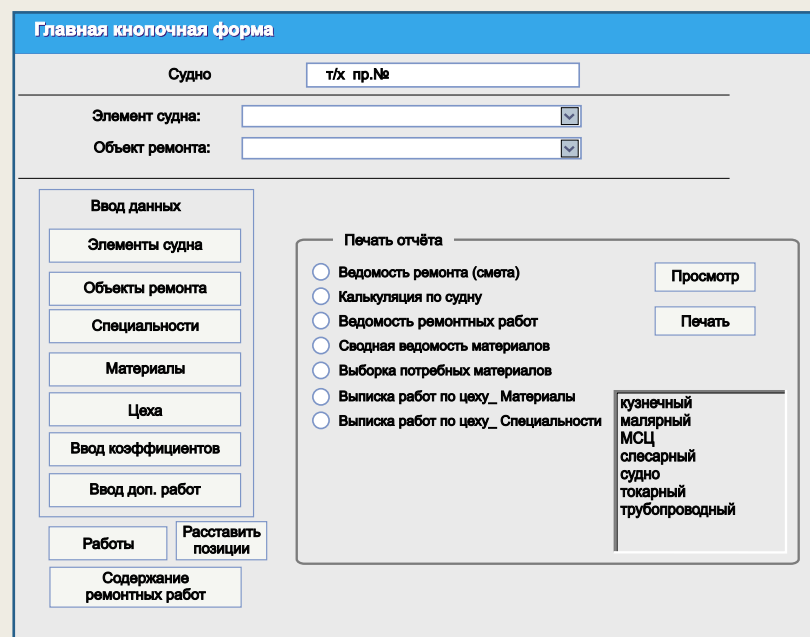 Главная кнопочная форма
Судно
т/х пр.№
Элемент судна:
Объект ремонта:
Ввод данных
Элементы судна
Объекты ремонта
Специальности
Материалы
Цеха
Ввод коэффициентов
Ввод доп. работ
Работы
Расставить
позиции
Содержание
ремонтных работ
Печать отчёта
Ведомость ремонта (смета)
Калькуляция по судну
Ведомость ремонтных работ
Сводная ведомость материалов
Выборка потребных материалов
Выписка работ по цеху_ Материалы
Выписка работ по цеху_ Специальности
Просмотр
Печать
кузнечный
малярный
МСЦ
слесарный
судно
токарный
трубопроводный